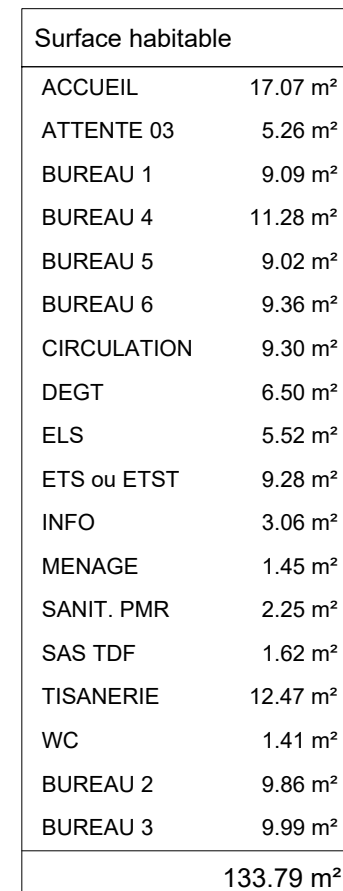 Surface habitable
ACCUEIL 17.07 m²
ATTENTE 03 5.26 m²
BUREAU 1 9.09 m²
BUREAU 4 11.28 m²
BUREAU 5 9.02 m²
BUREAU 6 9.36 m²
CIRCULATION 9.30 m²
DEGT 6.50 m²
ELS 5.52 m²
ETS ou ETST 9.28 m²
INFO 3.06 m²
MENAGE 1.45 m²
SANIT. PMR 2.25 m²
SAS TDF 1.62 m²
TISANERIE 12.47 m²
WC 1.41 m²
BUREAU 2 9.86 m²
BUREAU 3 9.99 m²
133.79 m²